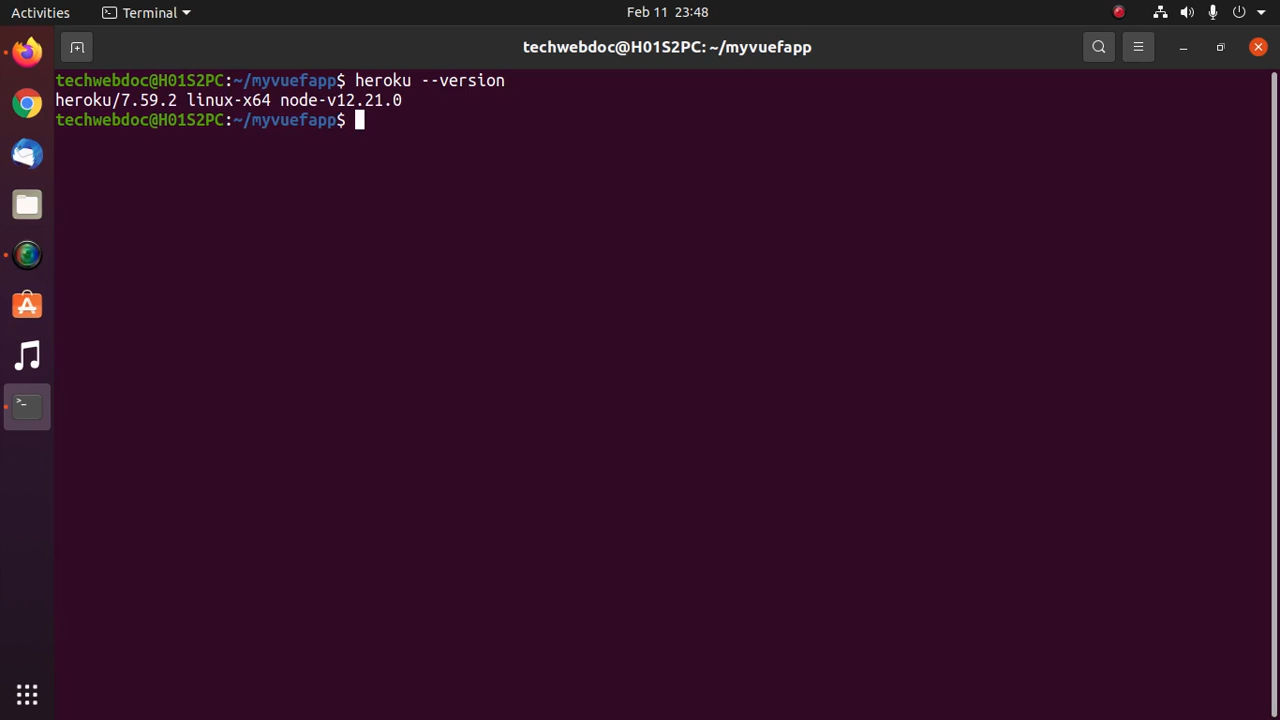 Activities
Terminal
Feb 11 23:48
techwebdoc@H01S2PC: ~/myvuefapp
techwebdoc@H01S2PC:~/myvuefapp$ heroku --version
heroku/7.59.2 linux-x64 node-v12.21.0
techwebdoc@H01S2PC:~/myvuefapp$